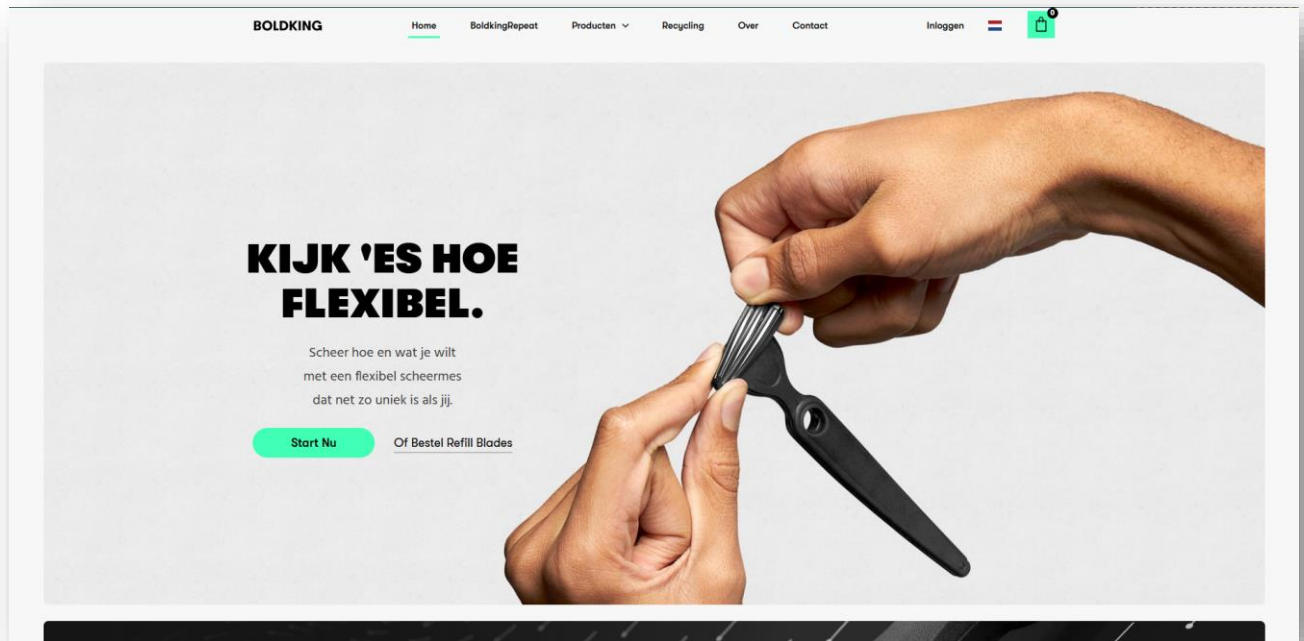 BOLDKING
Home
BoldkingRepeat
Producten
Recycling
Over
Contact
Inloggen
0
KIJK 'ES HOE
FLEXIBEL.
Scheer hoe en wat je wilt
met een flexibel scheermes
dat net zo uniek is als jij.
Start Nu
Of Bestel Refill Blades